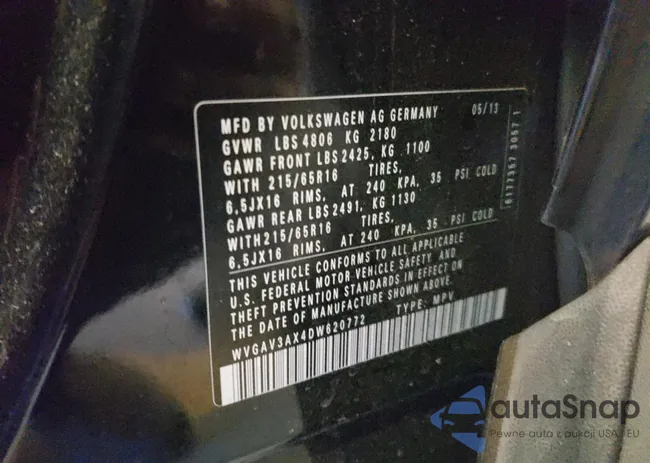 MFD BY VOLKSWAGEN AG GERMANY 05/13
GVWR LBS 4806 KG 2180
GAWR FRONT LBS 2425, KG 1100
WITH 215/65R16 TIRES,
6,5JX16 RIMS, AT 240 KPA, 35 PSI COLD
GAWR REAR LBS 2491, KG 1130
WITH 215/65R16 TIRES,
6,5JX16 RIMS, AT 240 KPA, 35 PSI COLD
THIS VEHICLE CONFORMS TO ALL APPLICABLE
U.S. FEDERAL MOTOR VEHICLE SAFETY, AND
THEFT PREVENTION STANDARDS IN EFFECT ON
THE DATE OF MANUFACTURE SHOWN ABOVE.
WVGAV3AX4DW620772 TYPE: MPV
autaSnap
Pewne auta z aukcji USA i EU